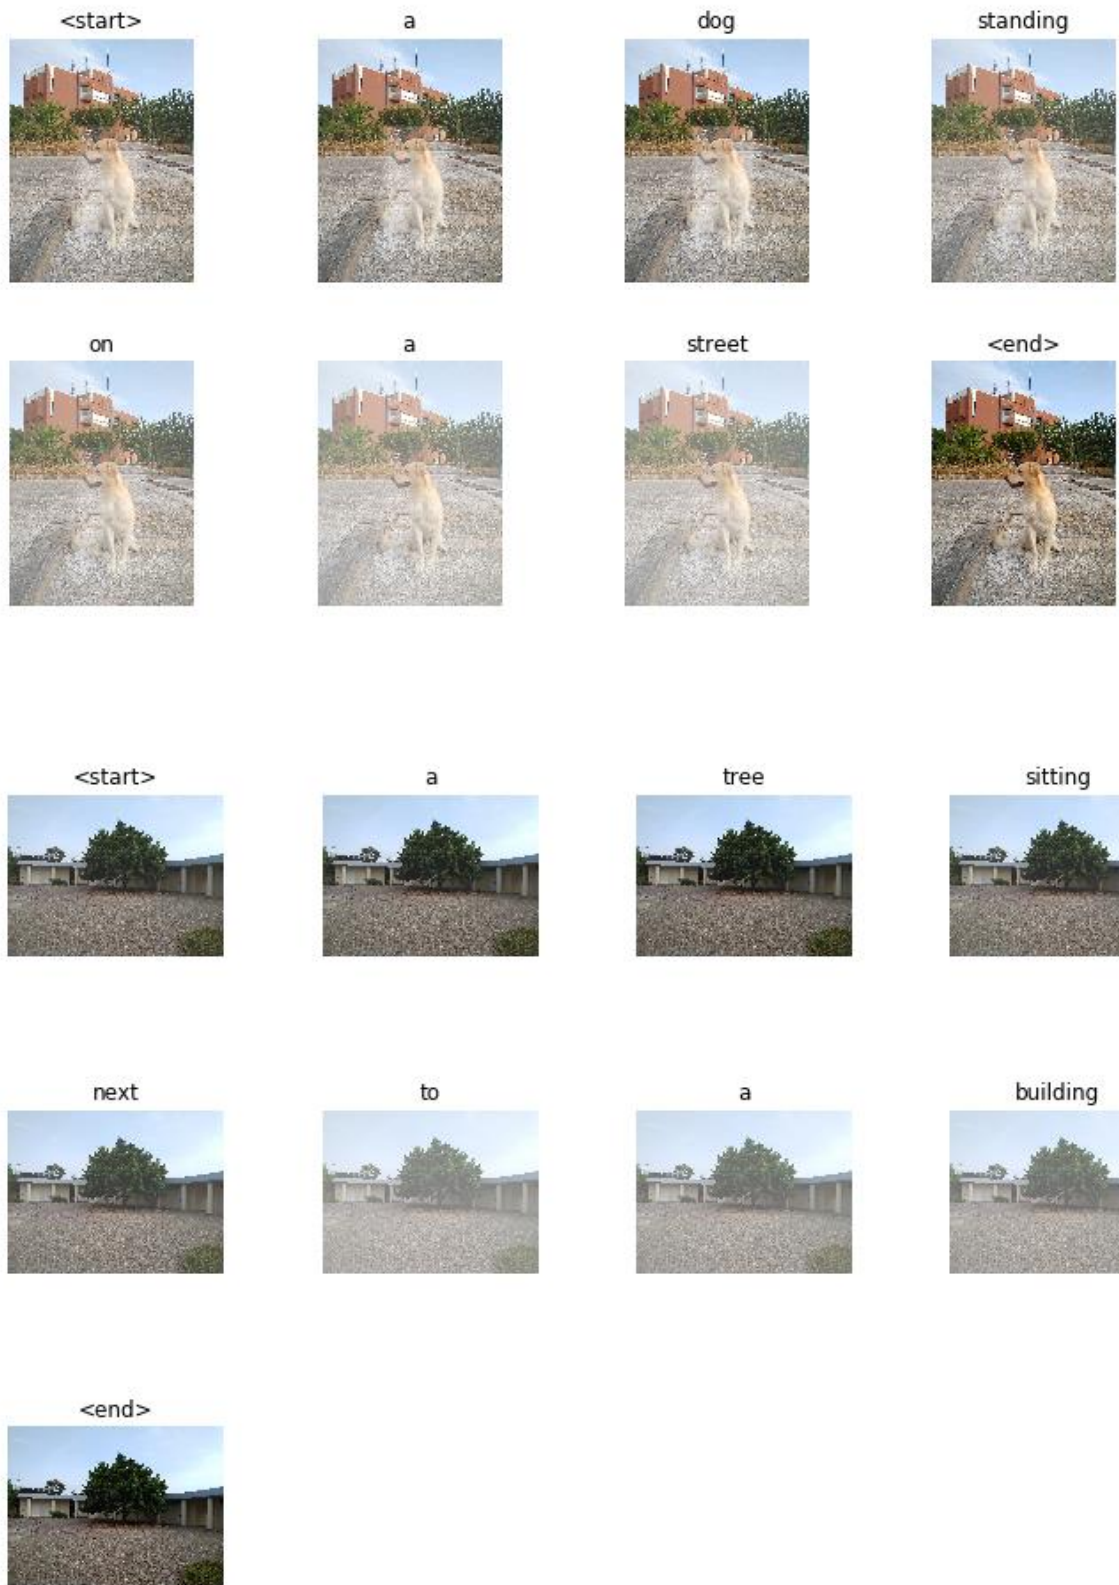 <start> a dog standing
on a street <end>
<start> a tree sitting
next to a building
<end>